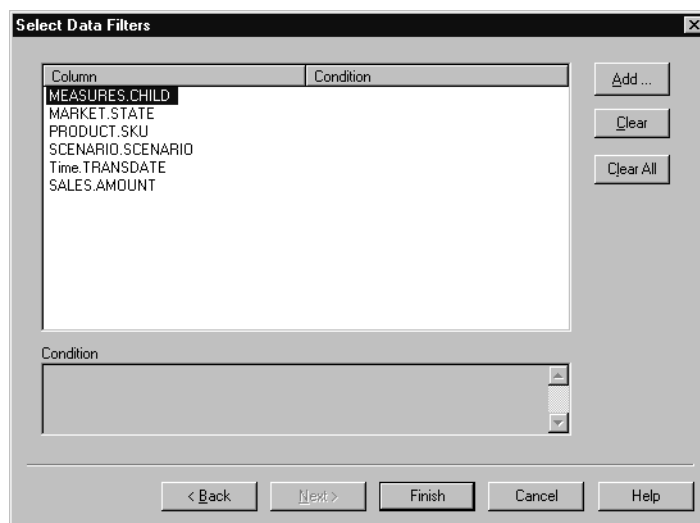 Select Data Filters
Column Condition
MEASURES.CHILD
MARKET.STATE
PRODUCT.SKU
SCENARIO.SCENARIO
Time.TRANSDATE
SALES.AMOUNT
Add ...
Clear
Clear All
Condition
< Back Next > Finish Cancel Help